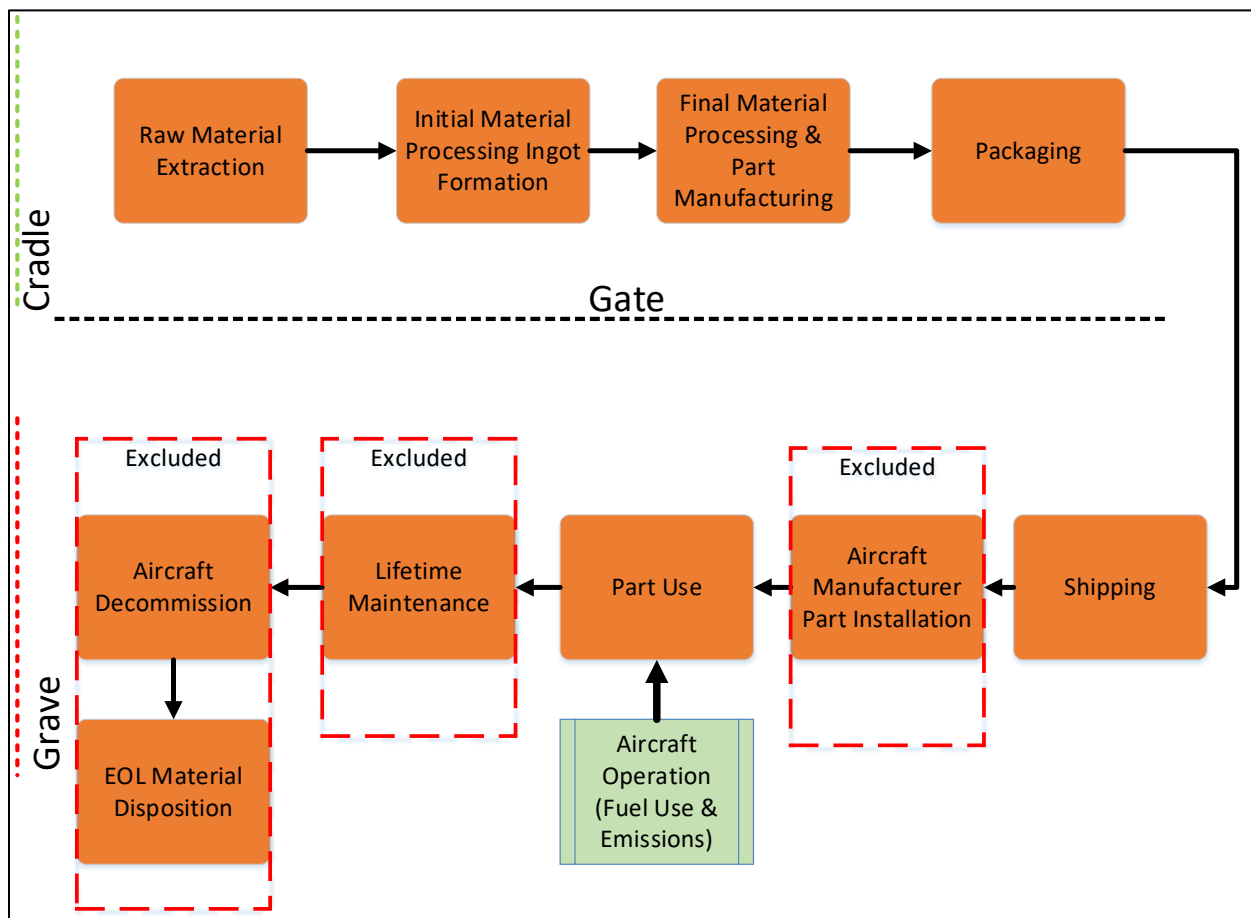 Cradle
Raw Material
Extraction
Initial Material
Processing Ingot
Formation
Final Material
Processing &
Part
Manufacturing
Packaging
Gate
Grave
Excluded
Aircraft
Decommission
EOL Material
Disposition
Excluded
Lifetime
Maintenance
Part Use
Aircraft
Operation
(Fuel Use &
Emissions)
Excluded
Aircraft
Manufacturer
Part Installation
Shipping